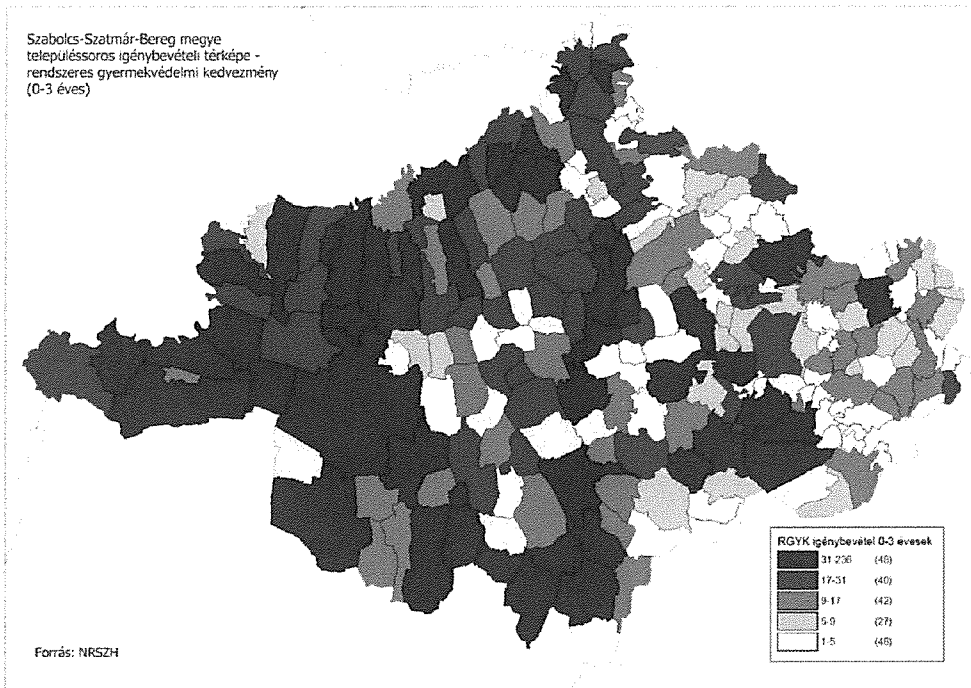 Szabolcs-Szatmár-Bereg megye
településsoros igénybevételi térképe -
rendszeres gyermekvédelmi kedvezmény
(0-3 éves)
RGYK igénybevétel 0-3 évesek
31-236 (48)
17-31 (40)
9-17 (42)
5-9 (27)
1-5 (46)
Forrás: NRSZH